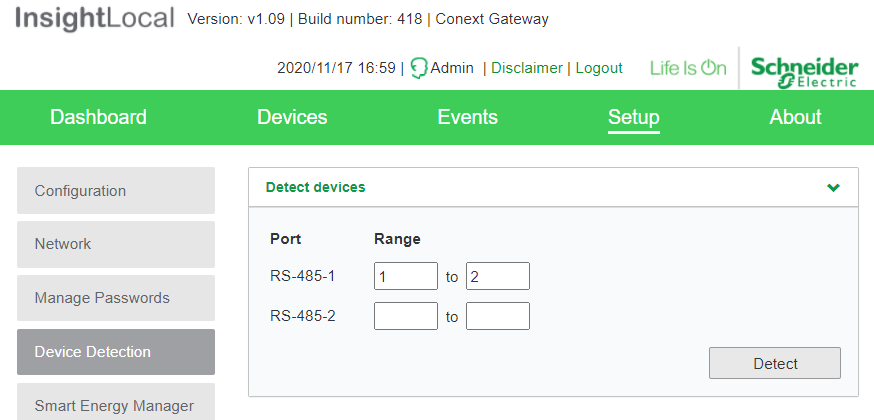 InsightLocal Version: v1.09 | Build number: 418 | Conext Gateway
2020/11/17 16:59 | Admin | Disclaimer | Logout Life Is On Schneider Electric
Dashboard Devices Events Setup About
Configuration
Network
Manage Passwords
Device Detection
Smart Energy Manager
Detect devices
Port Range
RS-485-1 1 to 2
RS-485-2 to
Detect